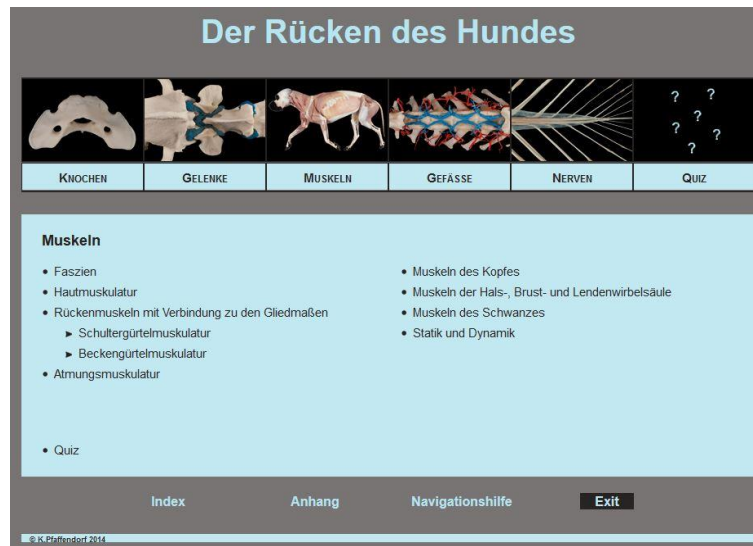 Der Rücken des Hundes
? ? ? ? ? ?
KNOCHEN GELENKE MUSKELN GEFÄSSE NERVEN QUIZ
Muskeln
• Faszien
• Hautmuskulatur
• Rückenmuskeln mit Verbindung zu den Gliedmaßen
► Schultergürtelmuskulatur
► Beckengürtelmuskulatur
• Atmungsmuskulatur
• Quiz
• Muskeln des Kopfes
• Muskeln der Hals-, Brust- und Lendenwirbelsäule
• Muskeln des Schwanzes
• Statik und Dynamik
Index Anhang Navigationshilfe Exit
© K.Pfaffendorf 2014